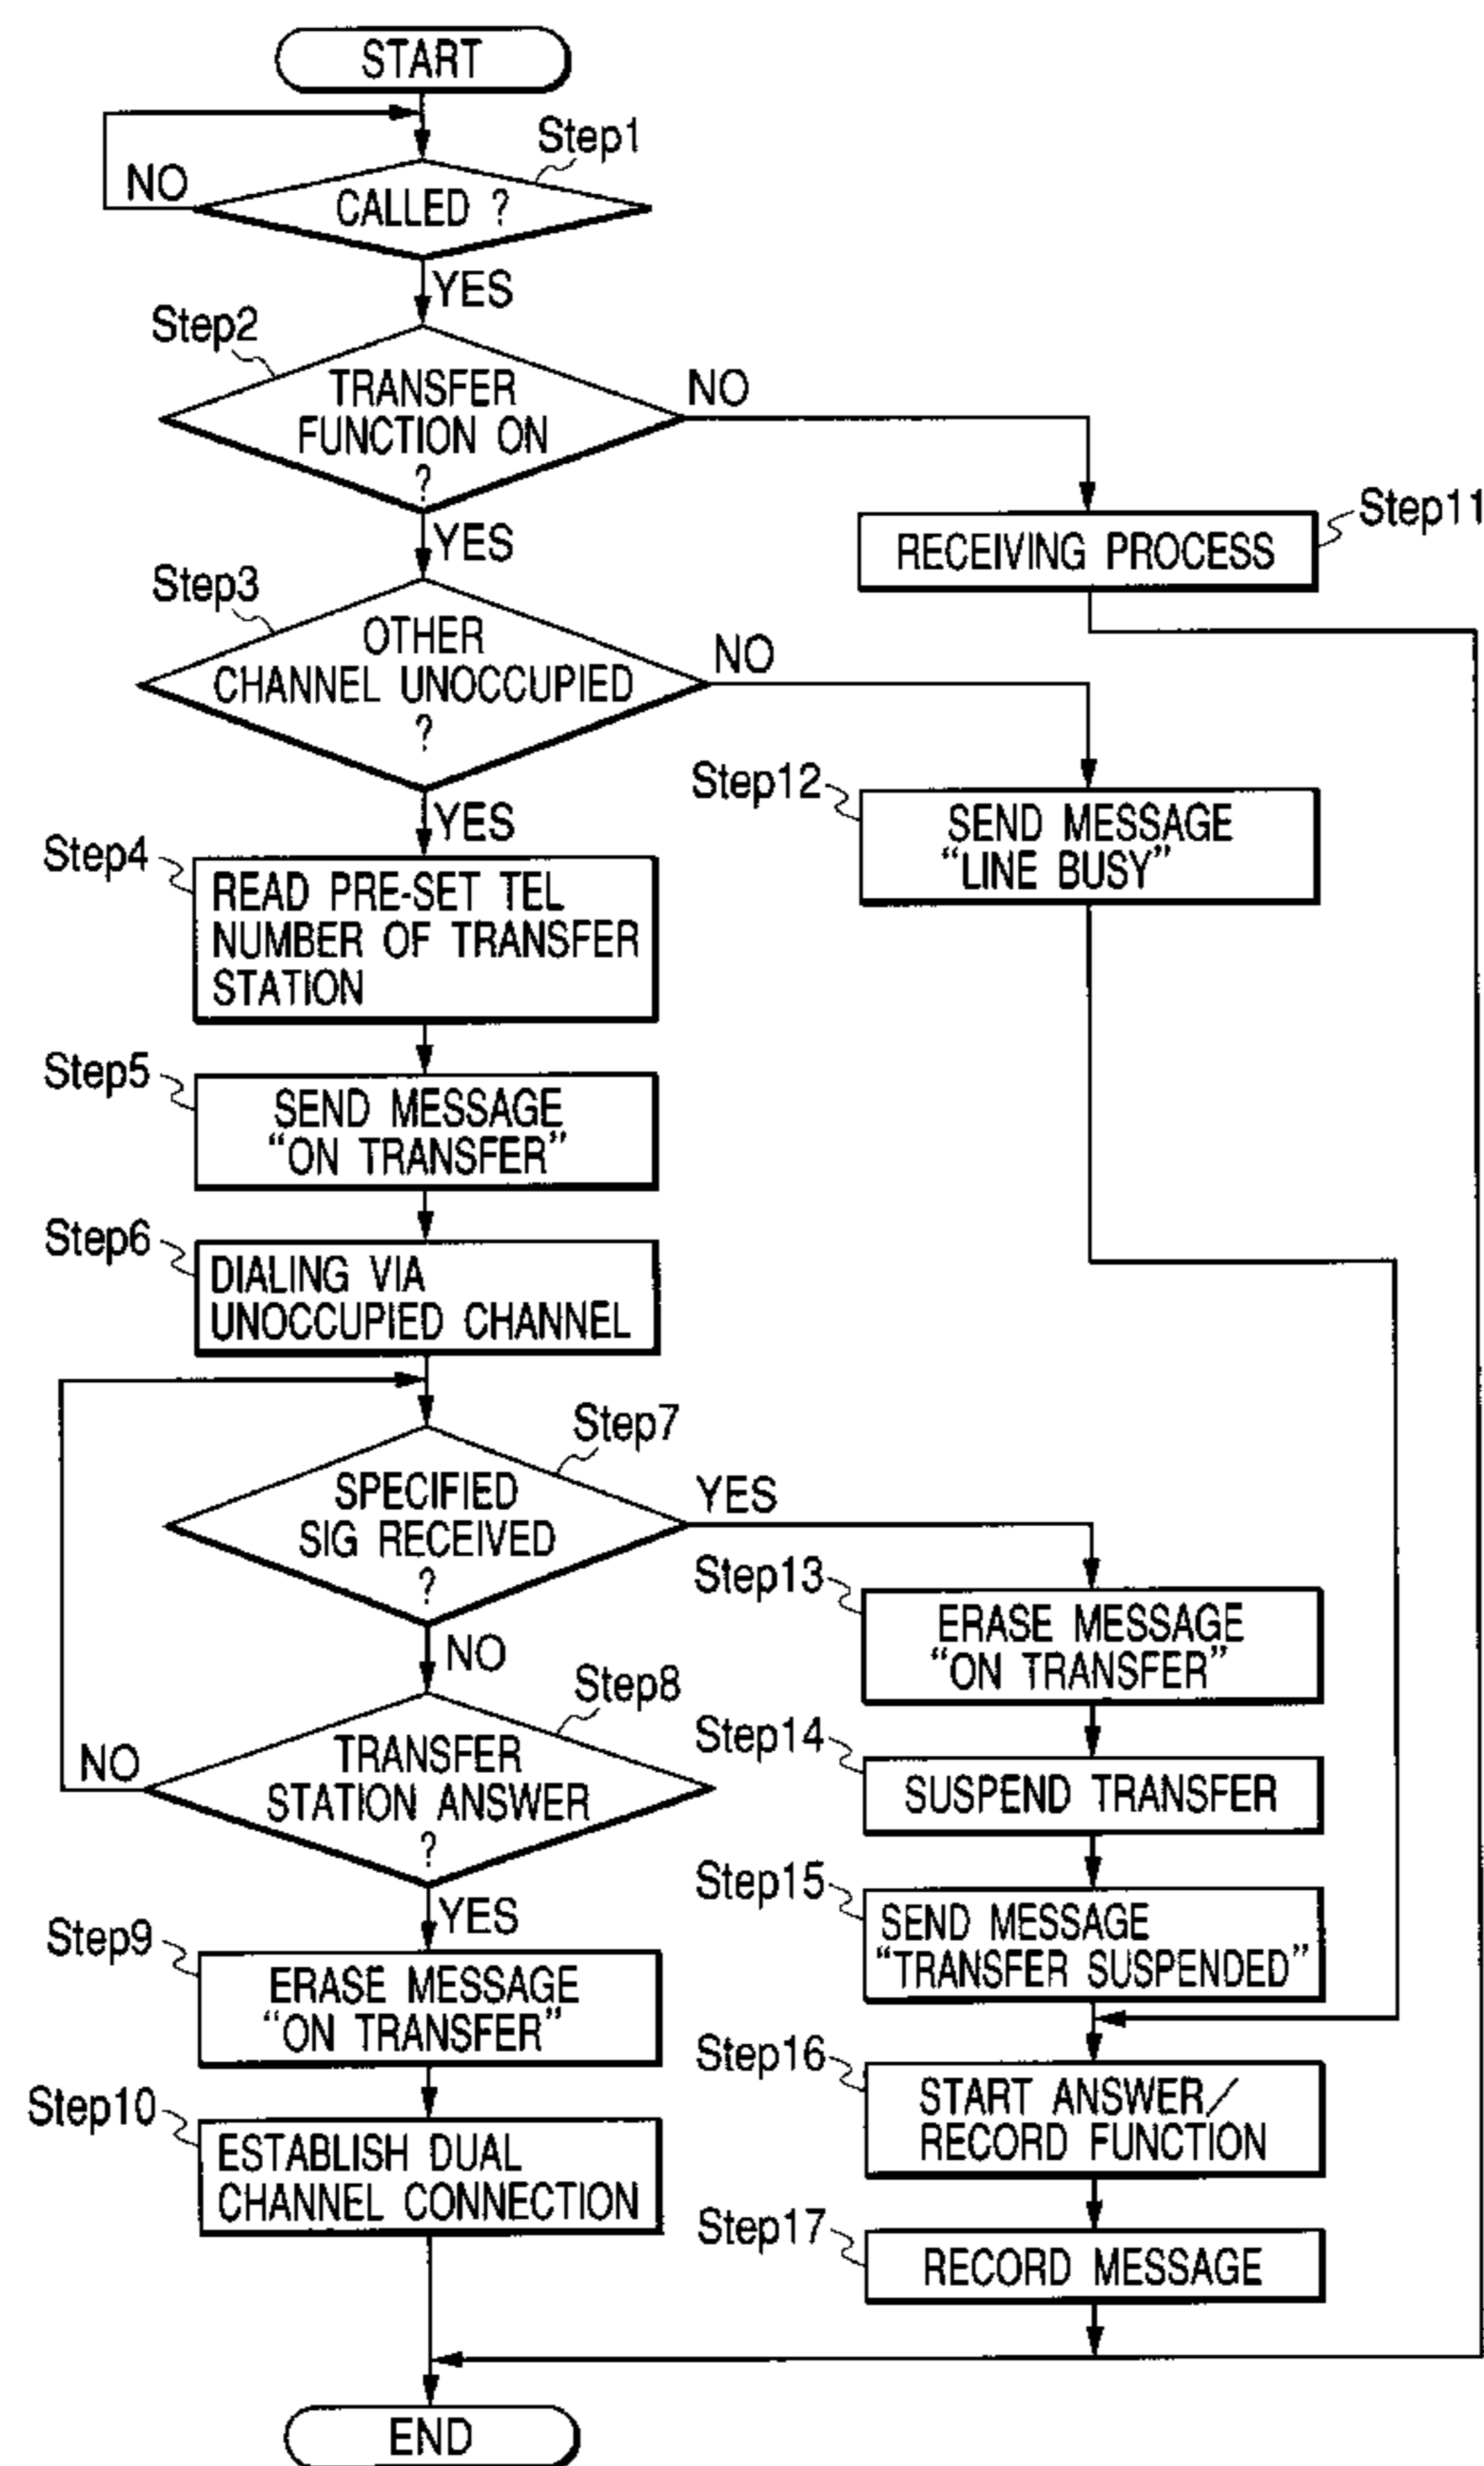 START
Step1
NO
CALLED ?
YES
Step2
TRANSFER
FUNCTION ON
?
NO
YES
Step11
RECEIVING PROCESS
Step3
OTHER
CHANNEL UNOCCUPIED
?
NO
YES
Step12
SEND MESSAGE
“LINE BUSY”
Step4
READ PRE-SET TEL
NUMBER OF TRANSFER
STATION
Step5
SEND MESSAGE
“ON TRANSFER”
Step6
DIALING VIA
UNOCCUPIED CHANNEL
Step7
SPECIFIED
SIG RECEIVED
?
YES
NO
Step13
ERASE MESSAGE
“ON TRANSFER”
Step8
TRANSFER
STATION ANSWER
?
NO
YES
Step14
SUSPEND TRANSFER
Step15
SEND MESSAGE
“TRANSFER SUSPENDED”
Step9
ERASE MESSAGE
“ON TRANSFER”
Step16
START ANSWER/
RECORD FUNCTION
Step10
ESTABLISH DUAL
CHANNEL CONNECTION
Step17
RECORD MESSAGE
END